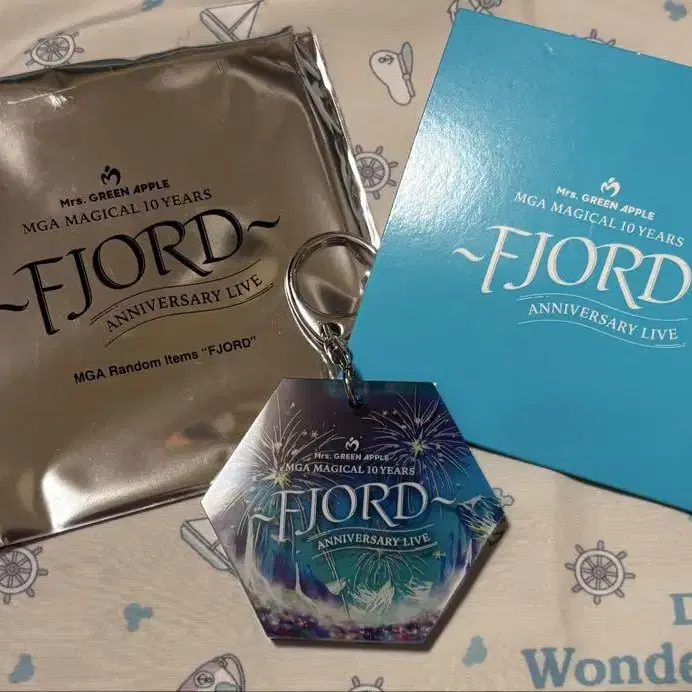 Mrs. GREEN APPLE
MGA MAGICAL 10 YEARS
~FJORD~
ANNIVERSARY LIVE
MGA Random Items "FJORD"
Mrs. GREEN APPLE
MGA MAGICAL 10 YEARS
~FJORD
ANNIVERSARY LIVE
Mrs. GREEN APPLE
MGA MAGICAL 10 YEARS
~FJORD~
ANNIVERSARY LIVE